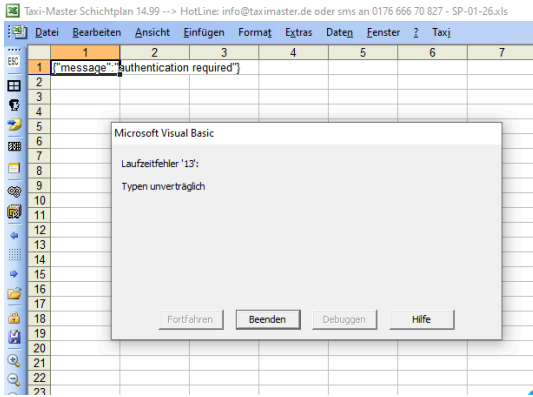 Taxi-Master Schichtplan 14.99 --> HotLine: info@taximaster.de oder sms an 0176 666 70 827 - SP-01-26.xls
Datei Bearbeiten Ansicht Einfügen Format Extras Daten Fenster ? Taxi
ESC
1 2 3 4 5 6 7
1 {"message":"authentication required"}
2
3
4
5
6
7
8
9
10
11
12
13
14
15
16
17
18
19
20
21
22
23
Microsoft Visual Basic
Laufzeitfehler '13':
Typen unverträglich
Fortfahren Beenden Debuggen Hilfe